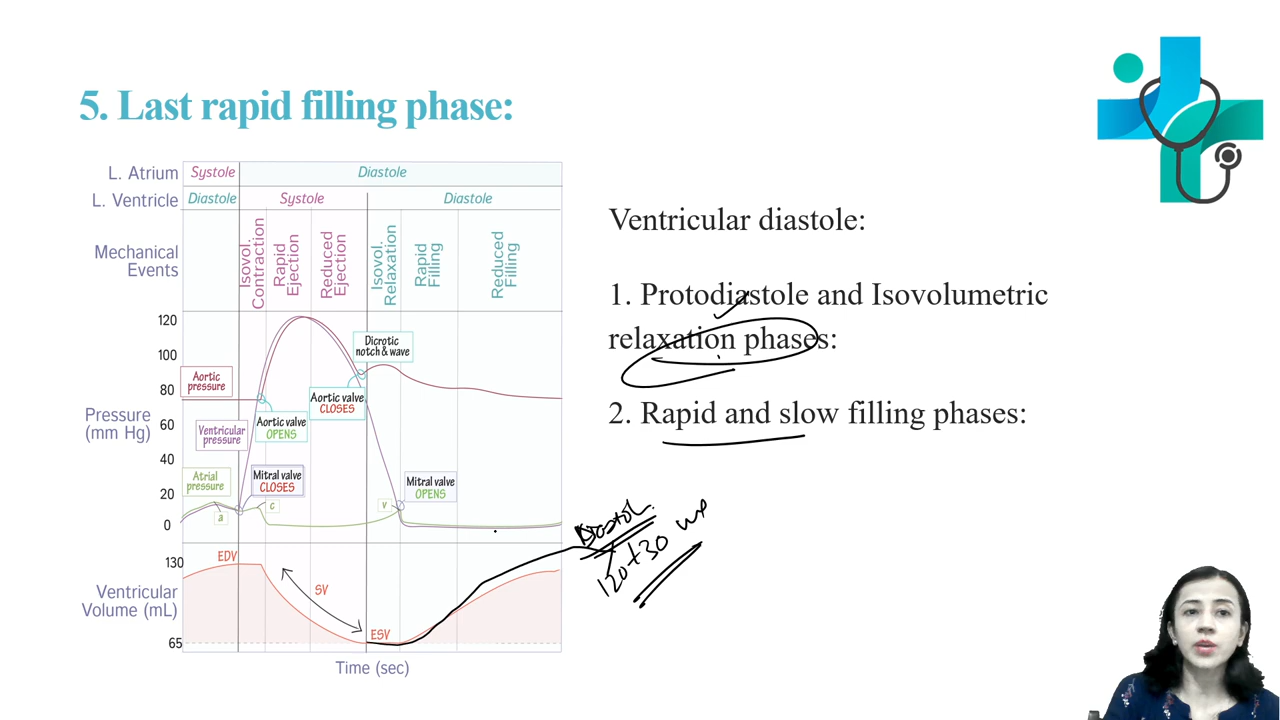 5. Last rapid filling phase:
L. Atrium
Systole
Diastole
L. Ventricle
Diastole
Systole
Diastole
Mechanical
Events
Isovol.
Contraction
Rapid
Ejection
Reduced
Ejection
Isovol.
Relaxation
Rapid
Filling
Reduced
Filling
120
100
80
60
40
20
0
Pressure
(mm Hg)
Aortic
pressure
Ventricular
pressure
Atrial
pressure
Dicrotic
notch & wave
Aortic valve
CLOSES
Aortic valve
OPENS
Mitral valve
CLOSES
Mitral valve
OPENS
a
c
v
EDV
130
SV
Ventricular
Volume (mL)
ESV
65
Time (sec)
Ventricular diastole:
1. Protodiastole and Isovolumetric
relaxation phases:
2. Rapid and slow filling phases:
120+30